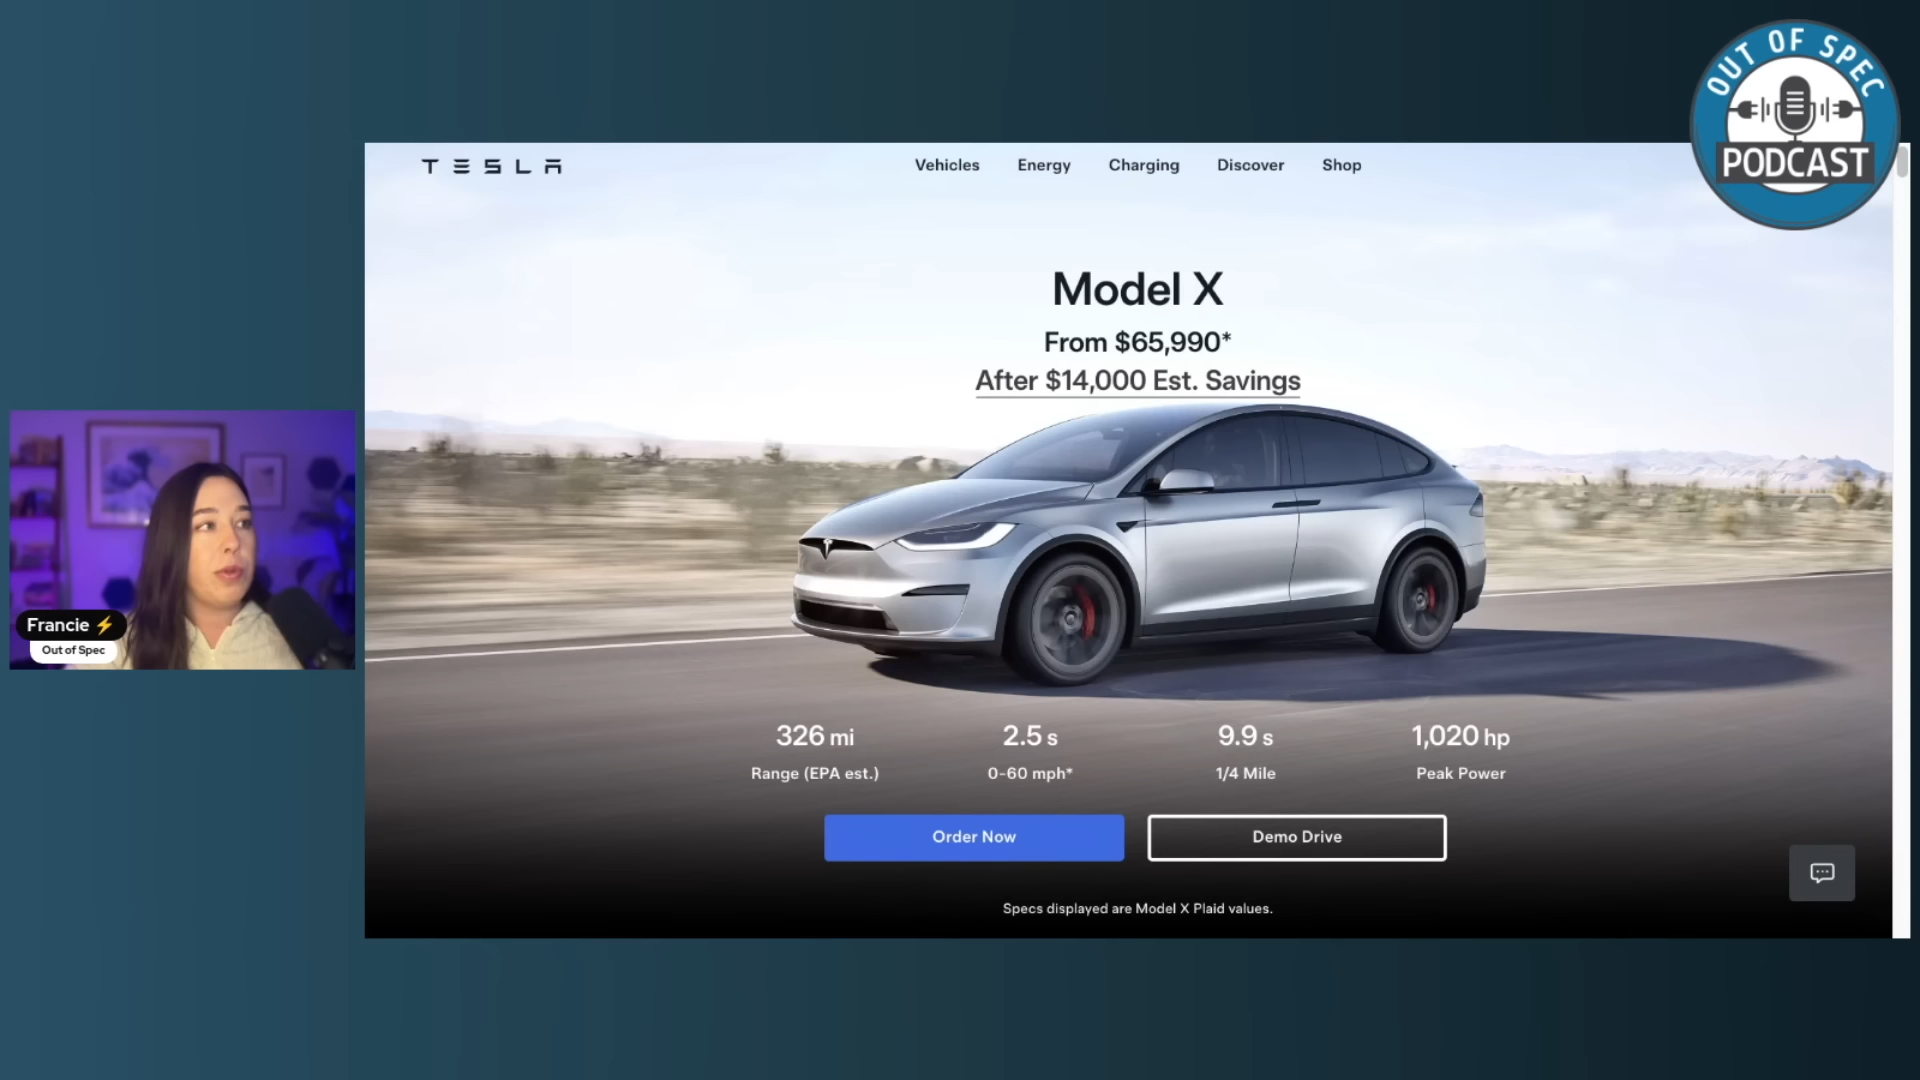 OUT OF SPEC
PODCAST
TESLA
Vehicles Energy Charging Discover Shop
Model X
From $65,990*
After $14,000 Est. Savings
Francie ⚡
Out of Spec
326 mi 2.5 s 9.9 s 1,020 hp
Range (EPA est.) 0-60 mph* 1/4 Mile Peak Power
Order Now Demo Drive
Specs displayed are Model X Plaid values.